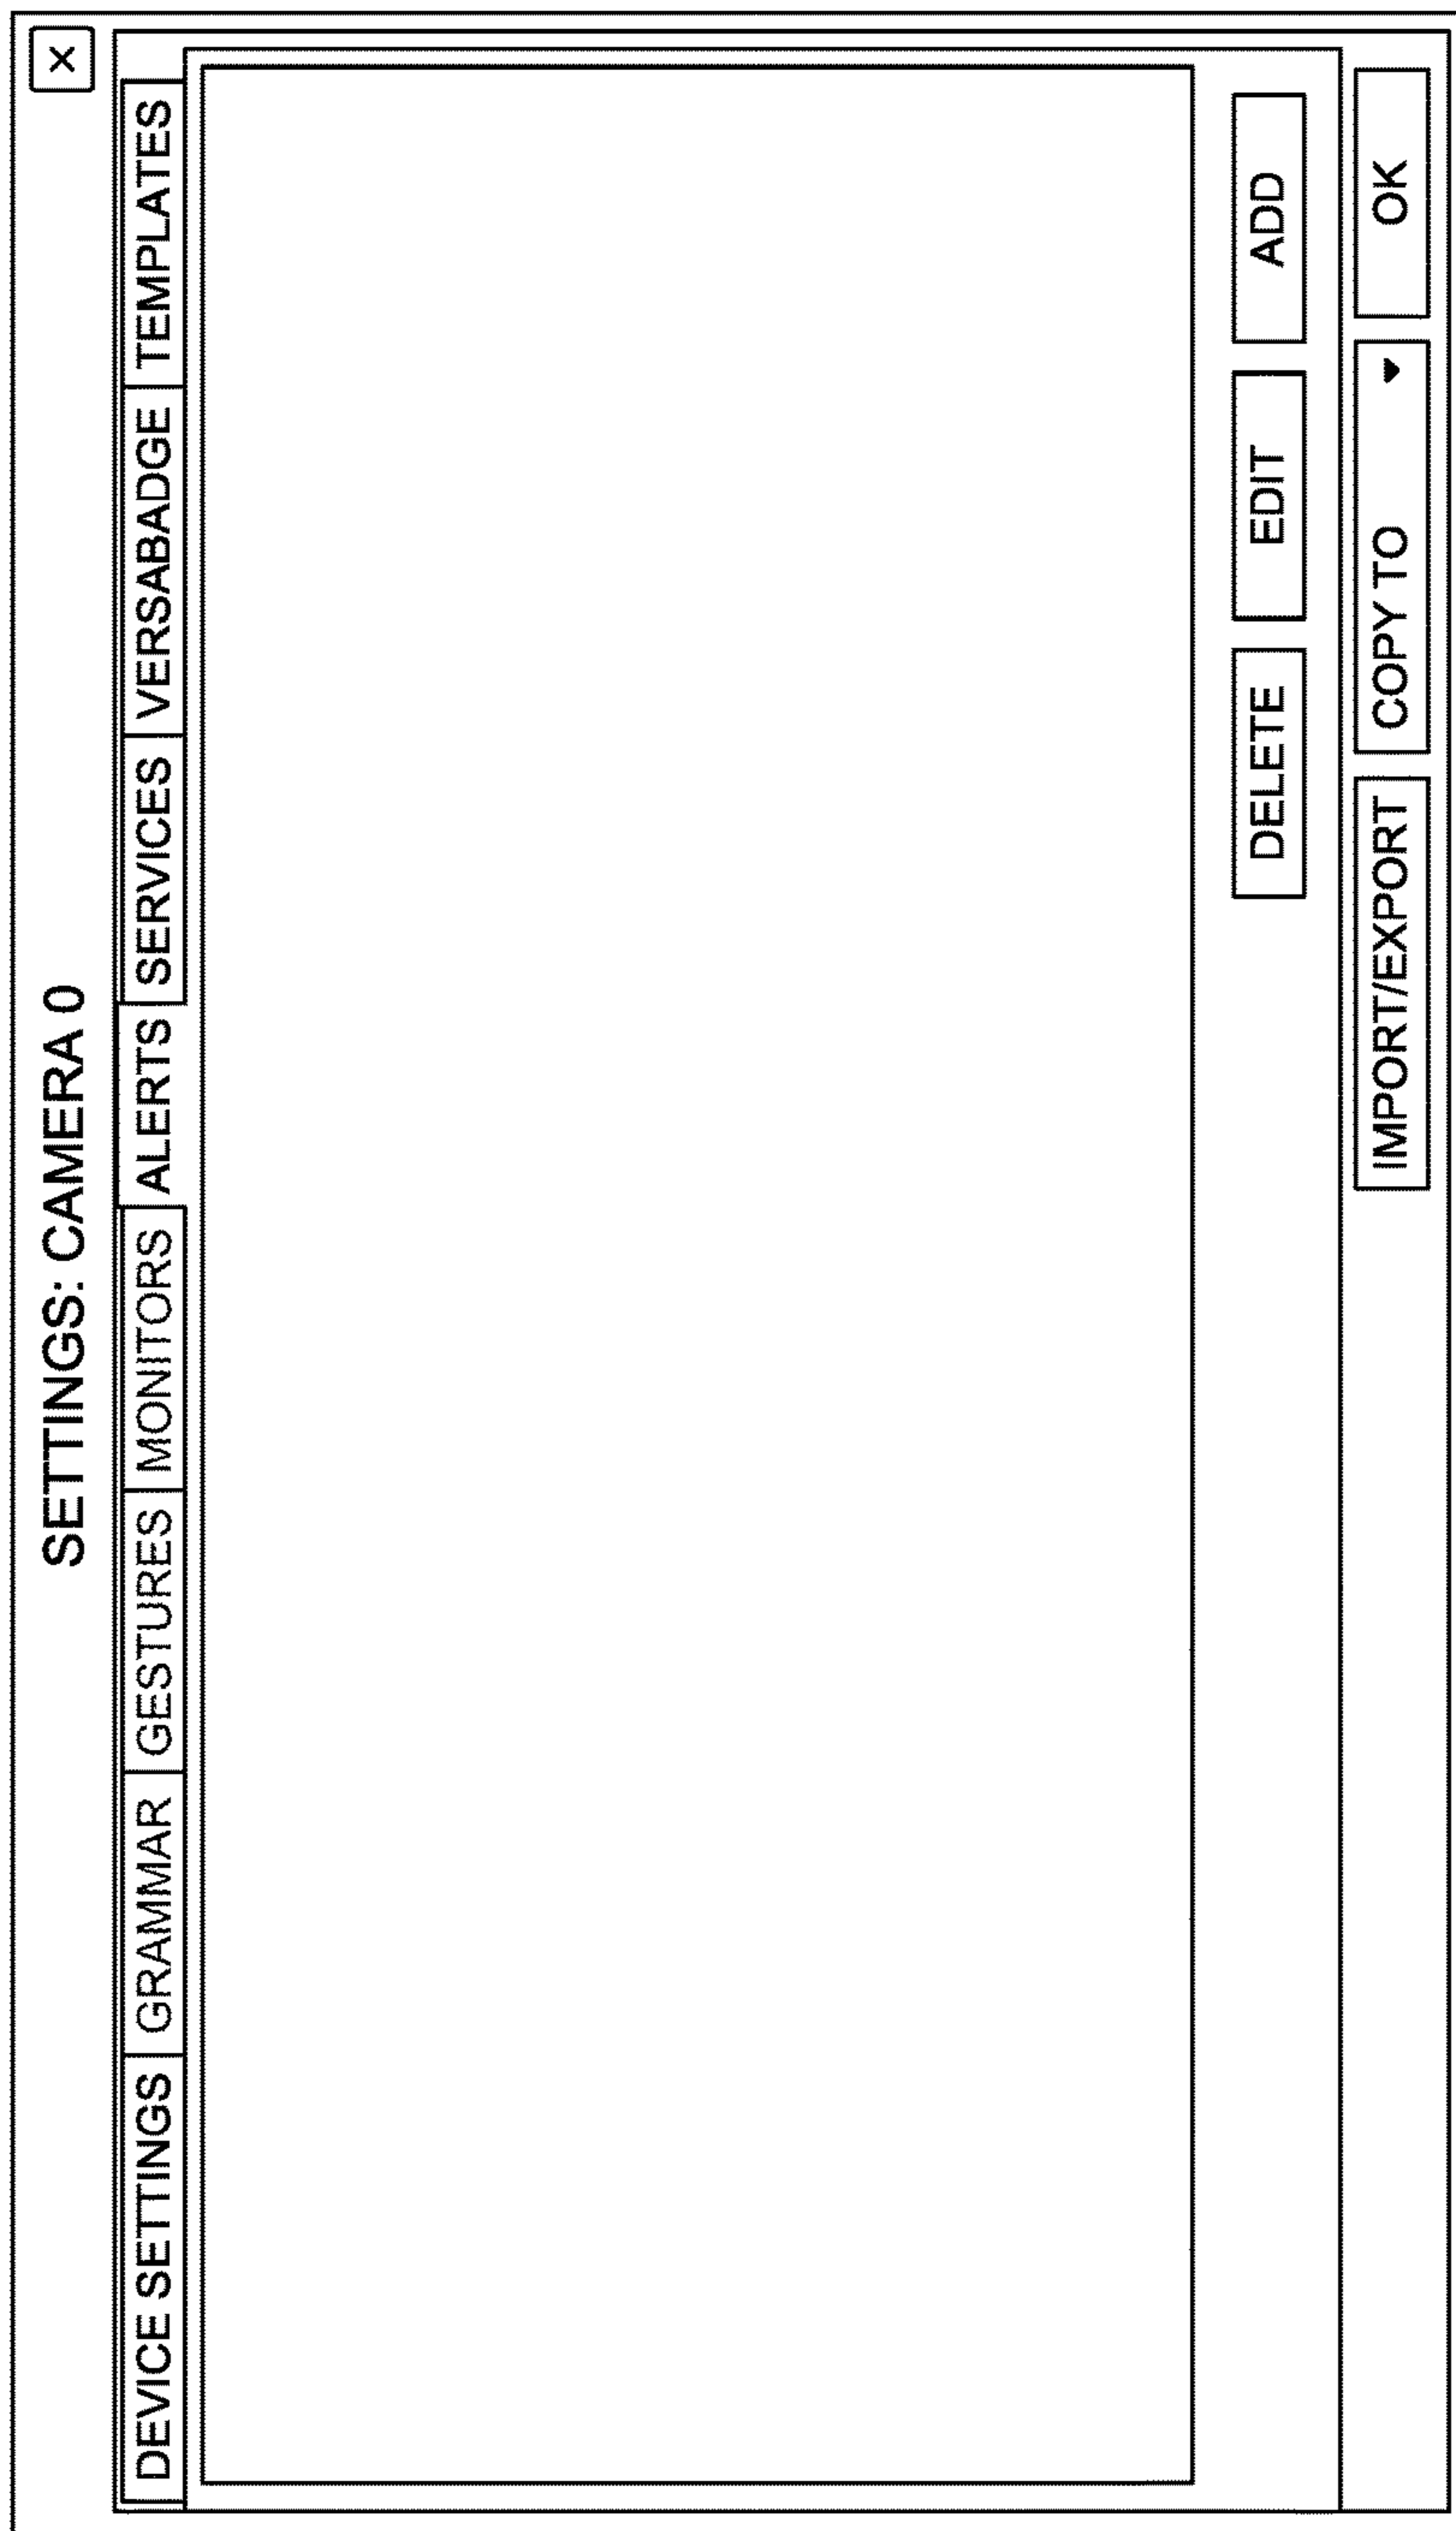 SETTINGS: CAMERA 0 X
DEVICE SETTINGS GRAMMAR GESTURES MONITORS ALERTS SERVICES VERSABADGE TEMPLATES
DELETE EDIT ADD
IMPORT/EXPORT COPY TO OK